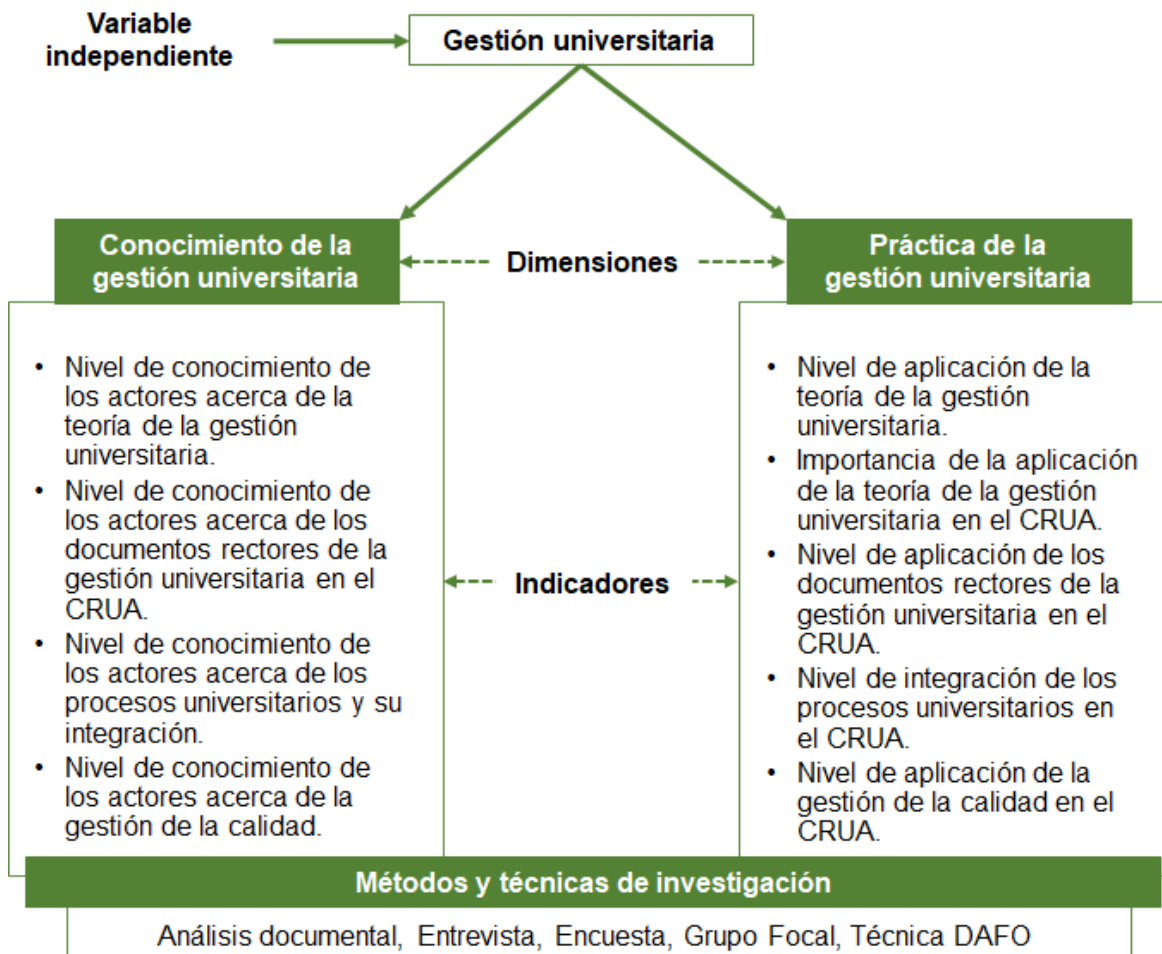 Variable
independiente
Gestión universitaria
Conocimiento de la
gestión universitaria
Dimensiones
Práctica de la
gestión universitaria
• Nivel de conocimiento de
los actores acerca de la
teoría de la gestión
universitaria.
• Nivel de conocimiento de
los actores acerca de los
documentos rectores de la
gestión universitaria en el
CRUA.
• Nivel de conocimiento de
los actores acerca de los
procesos universitarios y su
integración.
• Nivel de conocimiento de
los actores acerca de la
gestión de la calidad.
Indicadores
• Nivel de aplicación de la
teoría de la gestión
universitaria.
• Importancia de la aplicación
de la teoría de la gestión
universitaria en el CRUA.
• Nivel de aplicación de los
documentos rectores de la
gestión universitaria en el
CRUA.
• Nivel de integración de los
procesos universitarios en
el CRUA.
• Nivel de aplicación de la
gestión de la calidad en el
CRUA.
Métodos y técnicas de investigación
Análisis documental, Entrevista, Encuesta, Grupo Focal, Técnica DAFO